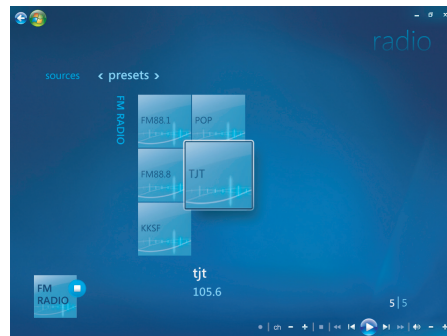 radio
sources < presets >
FM RADIO
FM88.1 POP
FM88.8 TJT
KKSF
tjt
105.6
FM
RADIO
5|5
ch - +